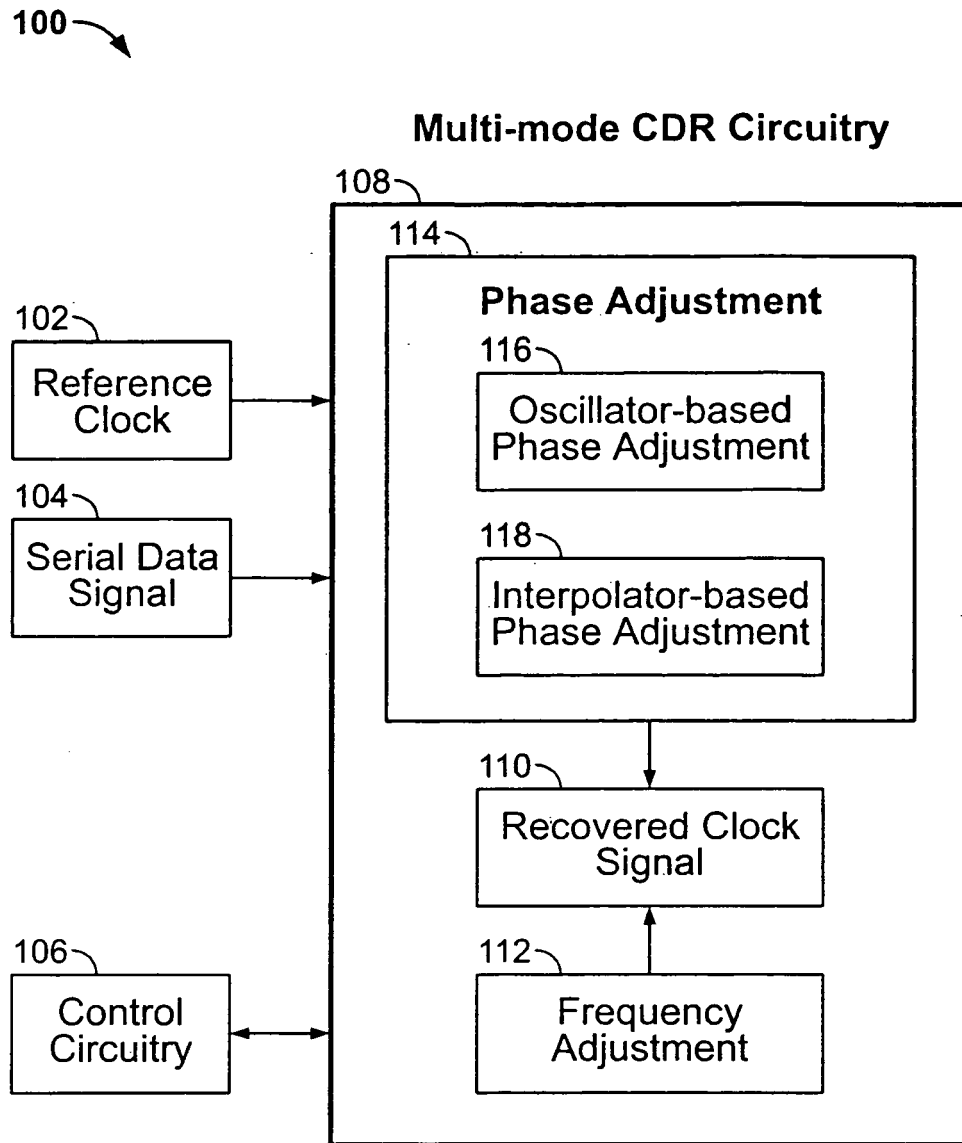 100
Multi-mode CDR Circuitry
108
114
Phase Adjustment
116
Oscillator-based
Phase Adjustment
118
Interpolator-based
Phase Adjustment
102
Reference
Clock
104
Serial Data
Signal
110
Recovered Clock
Signal
106
Control
Circuitry
112
Frequency
Adjustment